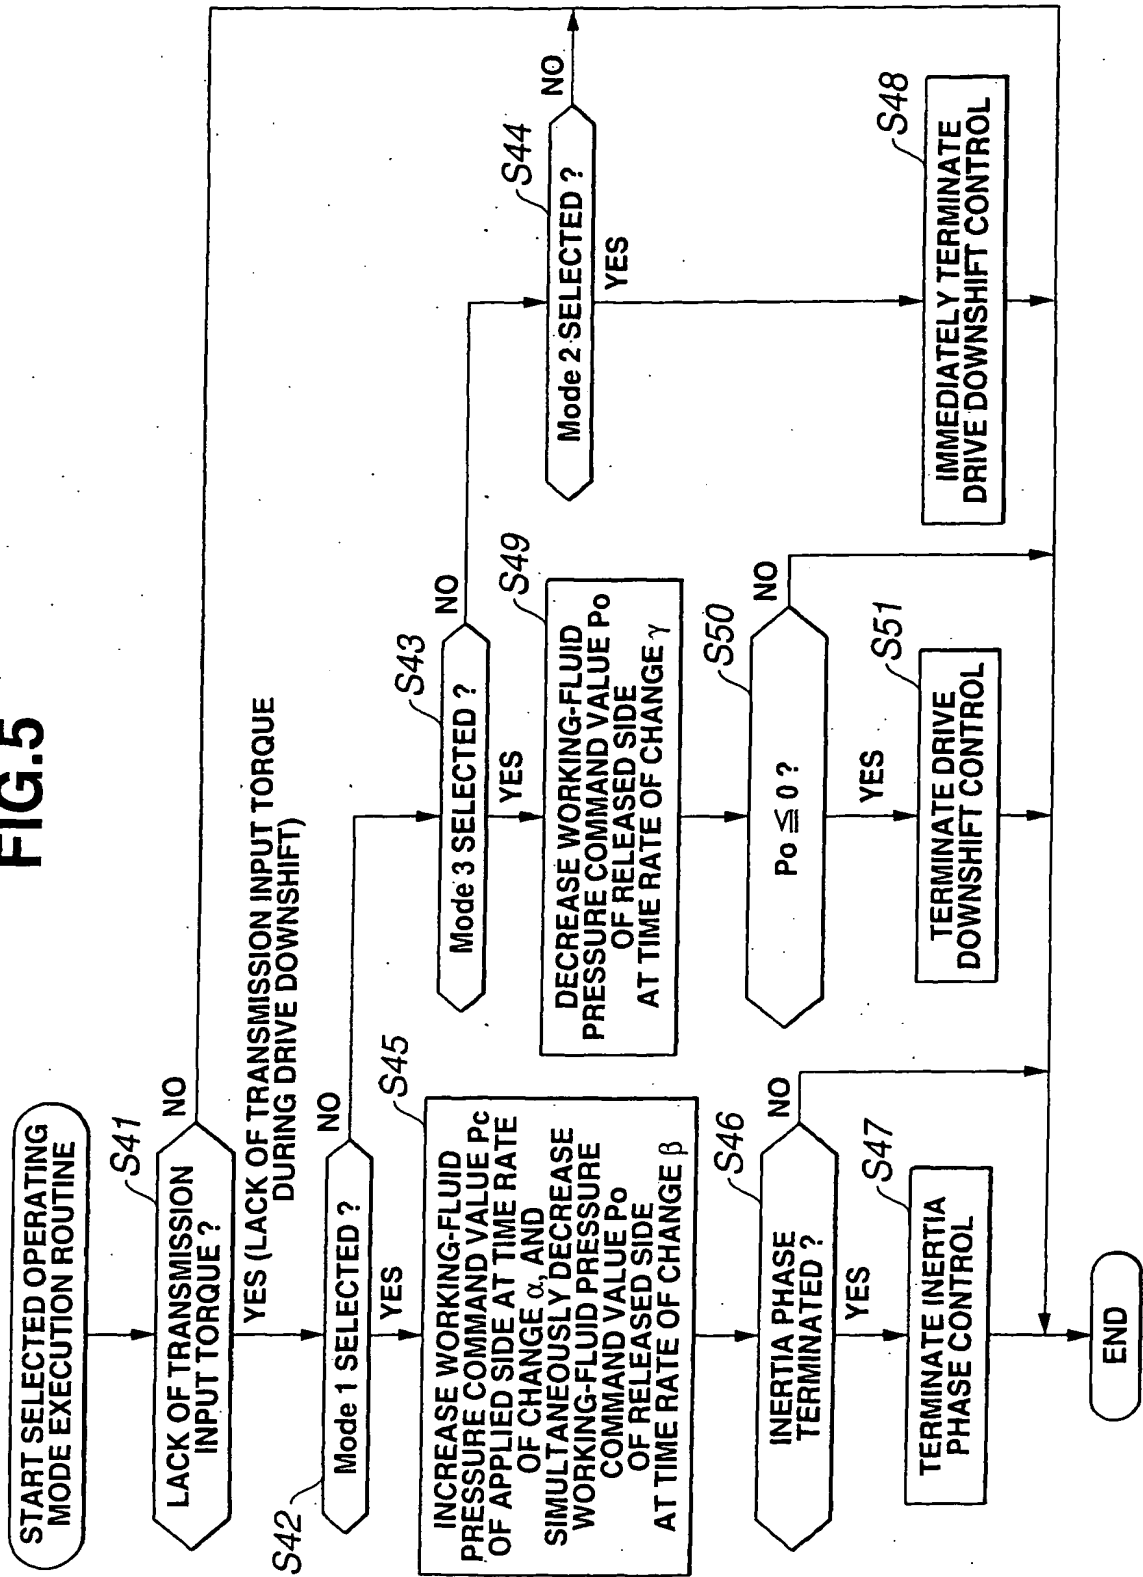 FIG.5
START SELECTED OPERATING
MODE EXECUTION ROUTINE
S41
LACK OF TRANSMISSION
INPUT TORQUE ?
NO
YES (LACK OF TRANSMISSION INPUT TORQUE
DURING DRIVE DOWNSHIFT)
S42
Mode 1 SELECTED ?
NO
YES
S43
Mode 3 SELECTED ?
NO
YES
S44
Mode 2 SELECTED ?
NO
YES
S45
INCREASE WORKING-FLUID
PRESSURE COMMAND VALUE Pc
OF APPLIED SIDE AT TIME RATE
OF CHANGE α, AND
SIMULTANEOUSLY DECREASE
WORKING-FLUID PRESSURE
COMMAND VALUE Po
OF RELEASED SIDE
AT TIME RATE OF CHANGE β
S49
DECREASE WORKING-FLUID
PRESSURE COMMAND VALUE Po
OF RELEASED SIDE
AT TIME RATE OF CHANGE γ
S46
INERTIA PHASE
TERMINATED ?
NO
YES
S50
Po ≦ 0 ?
NO
YES
S47
TERMINATE INERTIA
PHASE CONTROL
S51
TERMINATE DRIVE
DOWNSHIFT CONTROL
S48
IMMEDIATELY TERMINATE
DRIVE DOWNSHIFT CONTROL
END